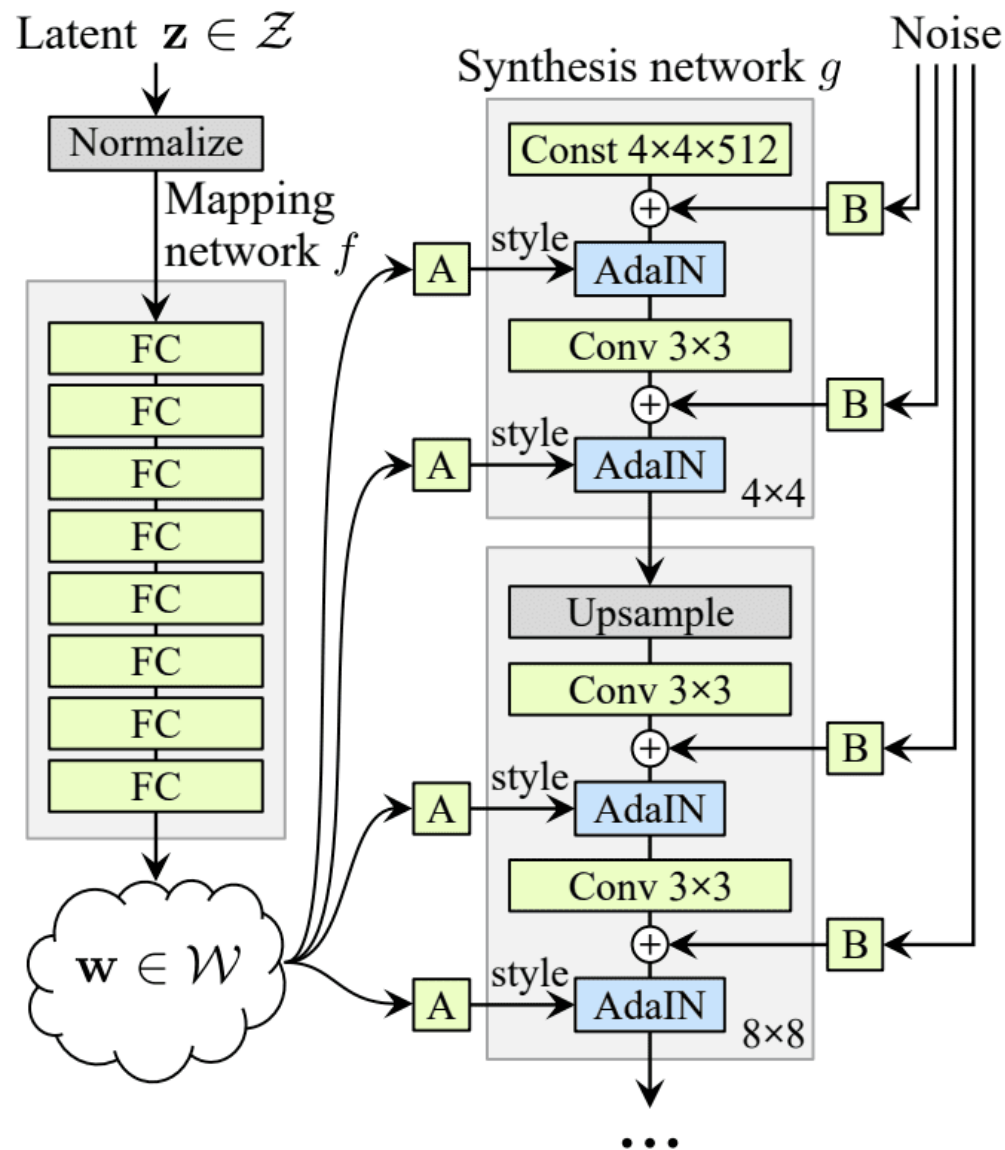 Latent z ∈ 𝒵
Normalize
Mapping
network f
FC
FC
FC
FC
FC
FC
FC
FC
w ∈ 𝒲
Synthesis network g
Noise
Const 4×4×512
+
B
A
style
AdaIN
Conv 3×3
+
B
A
style
AdaIN
4×4
Upsample
Conv 3×3
+
B
A
style
AdaIN
Conv 3×3
+
B
A
style
AdaIN
8×8
...